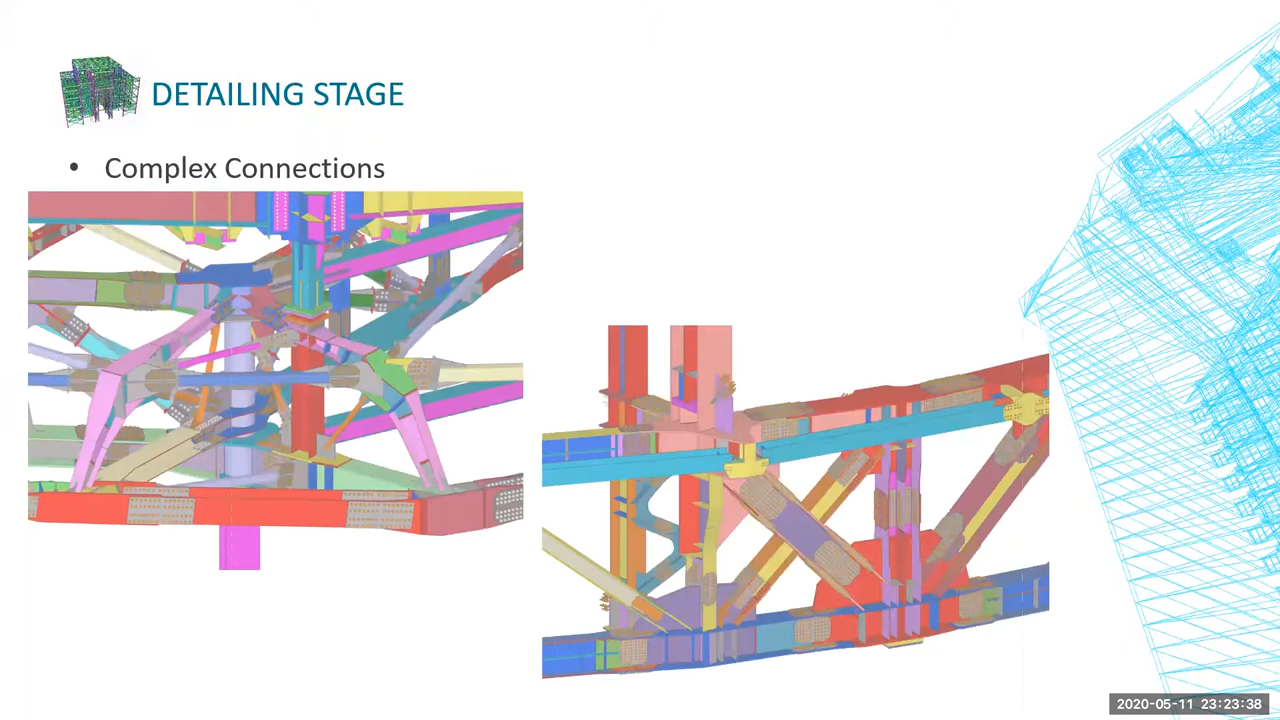 DETAILING STAGE
• Complex Connections
2020-05-11 23:23:38